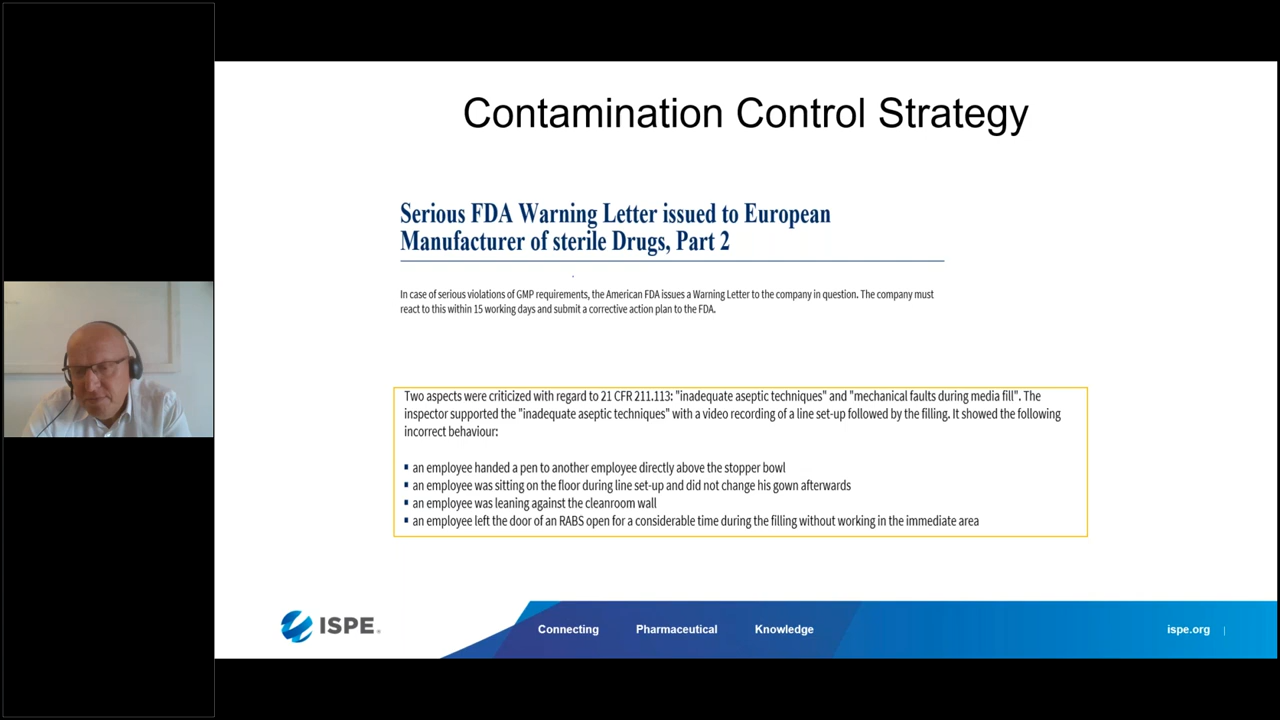 Contamination Control Strategy
Serious FDA Warning Letter issued to European
Manufacturer of sterile Drugs, Part 2
In case of serious violations of GMP requirements, the American FDA issues a Warning Letter to the company in question. The company must
react to this within 15 working days and submit a corrective action plan to the FDA.
Two aspects were criticized with regard to 21 CFR 211.113: "inadequate aseptic techniques" and "mechanical faults during media fill". The
inspector supported the "inadequate aseptic techniques" with a video recording of a line set-up followed by the filling. It showed the following
incorrect behaviour:
▪ an employee handed a pen to another employee directly above the stopper bowl
▪ an employee was sitting on the floor during line set-up and did not change his gown afterwards
▪ an employee was leaning against the cleanroom wall
▪ an employee left the door of an RABS open for a considerable time during the filling without working in the immediate area
ISPE®
Connecting Pharmaceutical Knowledge
ispe.org |